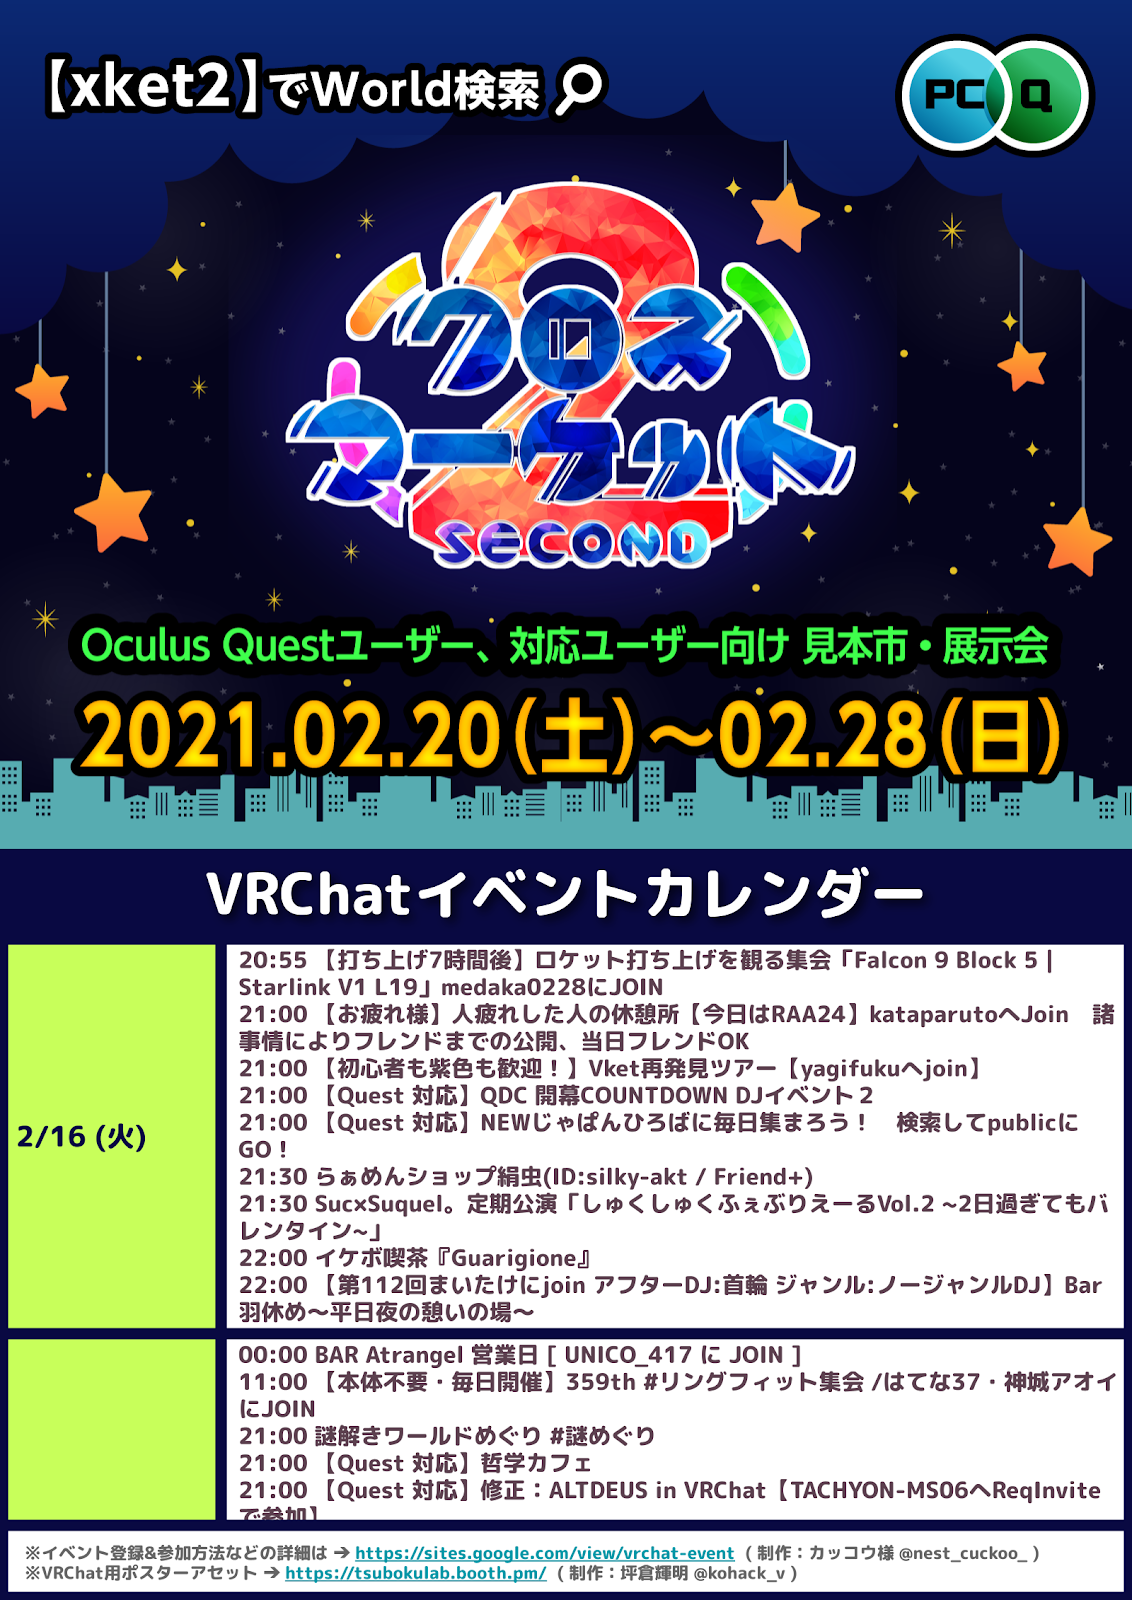 【xket2】でWorld検索
PC Q
2
クロス
マーケット
SECOND
Oculus Questユーザー、対応ユーザー向け 見本市・展示会
2021.02.20(土)〜02.28(日)
VRChatイベントカレンダー
2/16 (火)
20:55 【打ち上げ7時間後】ロケット打ち上げを観る集会「Falcon 9 Block 5 |
Starlink V1 L19」medaka0228にJOIN
21:00 【お疲れ様】人疲れした人の休憩所【今日はRAA24】kataparutoへJoin　諸
事情によりフレンドまでの公開、当日フレンドOK
21:00 【初心者も紫色も歓迎！】Vket再発見ツアー【yagifukuへjoin】
21:00 【Quest 対応】QDC 開幕COUNTDOWN DJイベント２
21:00 【Quest 対応】NEWじゃぱんひろばに毎日集まろう！　検索してpublicに
GO！
21:30 らぁめんショップ絹虫(ID:silky-akt / Friend+)
21:30 Suc×Suquel。定期公演「しゅくしゅくふぇぶりえーるVol.2 ~2日過ぎてもバ
レンタイン~」
22:00 イケボ喫茶『Guarigione』
22:00 【第112回まいたけにjoin アフターDJ:首輪 ジャンル:ノージャンルDJ】Bar
羽休め〜平日夜の憩いの場〜
00:00 BAR Atrangel 営業日 [ UNICO_417 に JOIN ]
11:00 【本体不要・毎日開催】359th #リングフィット集会 /はてな37・神城アオイ
にJOIN
21:00 謎解きワールドめぐり #謎めぐり
21:00 【Quest 対応】哲学カフェ
21:00 【Quest 対応】修正：ALTDEUS in VRChat【TACHYON-MS06へReqInvite
で参加】
※イベント登録&参加方法などの詳細は ➔ https://sites.google.com/view/vrchat-event ( 制作：カッコウ様 @nest_cuckoo_ )
※VRChat用ポスターアセット ➔ https://tsubokulab.booth.pm/ ( 制作：坪倉輝明 @kohack_v )